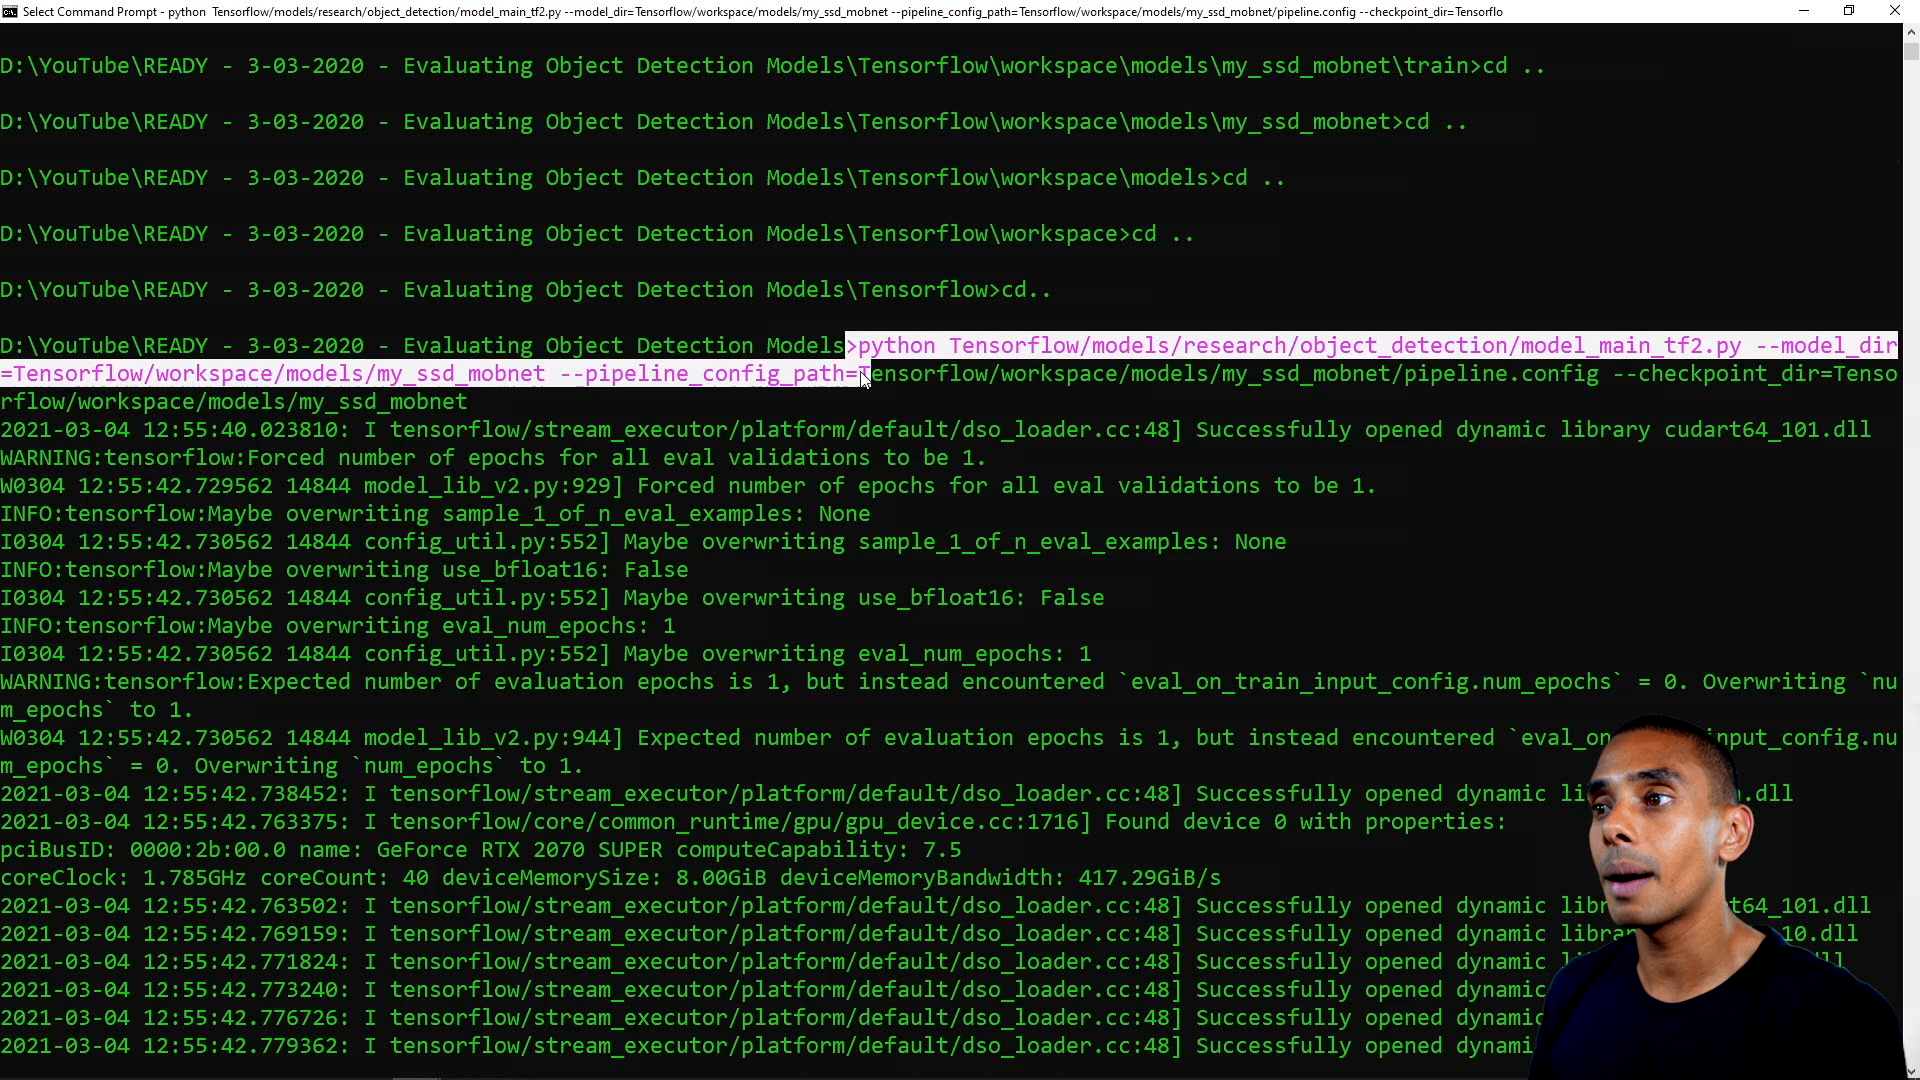 Select Command Prompt - python  Tensorflow/models/research/object_detection/model_main_tf2.py --model_dir=Tensorflow/workspace/models/my_ssd_mobnet --pipeline_config_path=Tensorflow/workspace/models/my_ssd_mobnet/pipeline.config --checkpoint_dir=Tensorflo
D:\YouTube\READY - 3-03-2020 - Evaluating Object Detection Models\Tensorflow\workspace\models\my_ssd_mobnet\train>cd ..
D:\YouTube\READY - 3-03-2020 - Evaluating Object Detection Models\Tensorflow\workspace\models\my_ssd_mobnet>cd ..
D:\YouTube\READY - 3-03-2020 - Evaluating Object Detection Models\Tensorflow\workspace\models>cd ..
D:\YouTube\READY - 3-03-2020 - Evaluating Object Detection Models\Tensorflow\workspace>cd ..
D:\YouTube\READY - 3-03-2020 - Evaluating Object Detection Models\Tensorflow>cd..
D:\YouTube\READY - 3-03-2020 - Evaluating Object Detection Models>python Tensorflow/models/research/object_detection/model_main_tf2.py --model_dir
=Tensorflow/workspace/models/my_ssd_mobnet --pipeline_config_path=Tensorflow/workspace/models/my_ssd_mobnet/pipeline.config --checkpoint_dir=Tenso
rflow/workspace/models/my_ssd_mobnet
2021-03-04 12:55:40.023810: I tensorflow/stream_executor/platform/default/dso_loader.cc:48] Successfully opened dynamic library cudart64_101.dll
WARNING:tensorflow:Forced number of epochs for all eval validations to be 1.
W0304 12:55:42.729562 14844 model_lib_v2.py:929] Forced number of epochs for all eval validations to be 1.
INFO:tensorflow:Maybe overwriting sample_1_of_n_eval_examples: None
I0304 12:55:42.730562 14844 config_util.py:552] Maybe overwriting sample_1_of_n_eval_examples: None
INFO:tensorflow:Maybe overwriting use_bfloat16: False
I0304 12:55:42.730562 14844 config_util.py:552] Maybe overwriting use_bfloat16: False
INFO:tensorflow:Maybe overwriting eval_num_epochs: 1
I0304 12:55:42.730562 14844 config_util.py:552] Maybe overwriting eval_num_epochs: 1
WARNING:tensorflow:Expected number of evaluation epochs is 1, but instead encountered `eval_on_train_input_config.num_epochs` = 0. Overwriting `nu
m_epochs` to 1.
W0304 12:55:42.730562 14844 model_lib_v2.py:944] Expected number of evaluation epochs is 1, but instead encountered `eval_on_ input_config.nu
m_epochs` = 0. Overwriting `num_epochs` to 1.
2021-03-04 12:55:42.738452: I tensorflow/stream_executor/platform/default/dso_loader.cc:48] Successfully opened dynamic .dll
2021-03-04 12:55:42.763375: I tensorflow/core/common_runtime/gpu/gpu_device.cc:1716] Found device 0 with properties:
pciBusID: 0000:2b:00.0 name: GeForce RTX 2070 SUPER computeCapability: 7.5
coreClock: 1.785GHz coreCount: 40 deviceMemorySize: 8.00GiB deviceMemoryBandwidth: 417.29GiB/s
2021-03-04 12:55:42.763502: I tensorflow/stream_executor/platform/default/dso_loader.cc:48] Successfully opened dynamic t64_101.dll
2021-03-04 12:55:42.769159: I tensorflow/stream_executor/platform/default/dso_loader.cc:48] Successfully opened dynamic 10.dll
2021-03-04 12:55:42.771824: I tensorflow/stream_executor/platform/default/dso_loader.cc:48] Successfully opened dynamic
2021-03-04 12:55:42.773240: I tensorflow/stream_executor/platform/default/dso_loader.cc:48] Successfully opened dynamic
2021-03-04 12:55:42.776726: I tensorflow/stream_executor/platform/default/dso_loader.cc:48] Successfully opened dynamic
2021-03-04 12:55:42.779362: I tensorflow/stream_executor/platform/default/dso_loader.cc:48] Successfully opened dynami